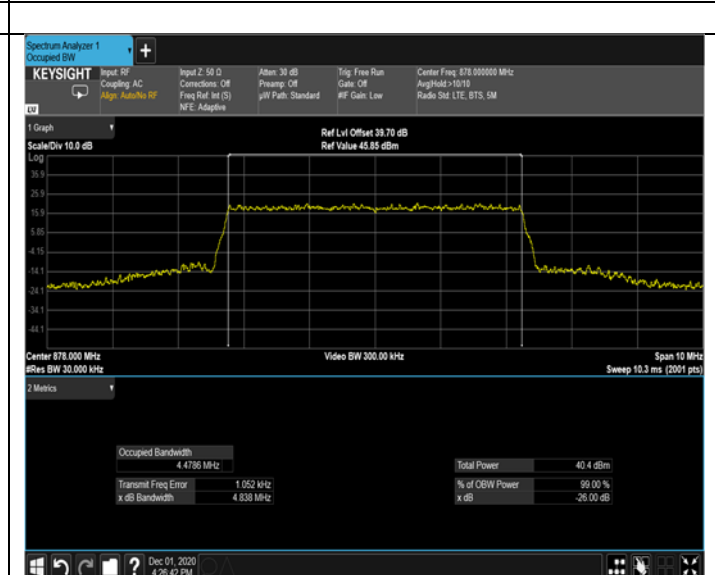 Spectrum Analyzer 1
Occupied BW
KEYSIGHT
Input: RF
Coupling: AC
Align: Auto/No RF
Input Z: 50 Ω
Corrections: Off
Freq Ref: Int (S)
NFE: Adaptive
Atten: 30 dB
Preamp: Off
µW Path: Standard
Trig: Free Run
Gate: Off
#IF Gain: Low
Center Freq: 878.000000 MHz
Avg|Hold:>10/10
Radio Std: LTE, BTS, 5M
LXI
1 Graph
Scale/Div 10.0 dB
Ref Lvl Offset 39.70 dB
Ref Value 45.85 dBm
Log
35.9
25.9
15.9
5.85
-4.15
-14.1
-24.1
-34.1
-44.1
Center 878.000 MHz
#Res BW 30.000 kHz
Video BW 300.00 kHz
Span 10 MHz
Sweep 10.3 ms (2001 pts)
2 Metrics
Occupied Bandwidth
4.4786 MHz
Total Power 40.4 dBm
Transmit Freq Error 1.052 kHz
% of OBW Power 99.00 %
x dB Bandwidth 4.838 MHz
x dB -26.00 dB
?
Dec 01, 2020
4:26:42 PM